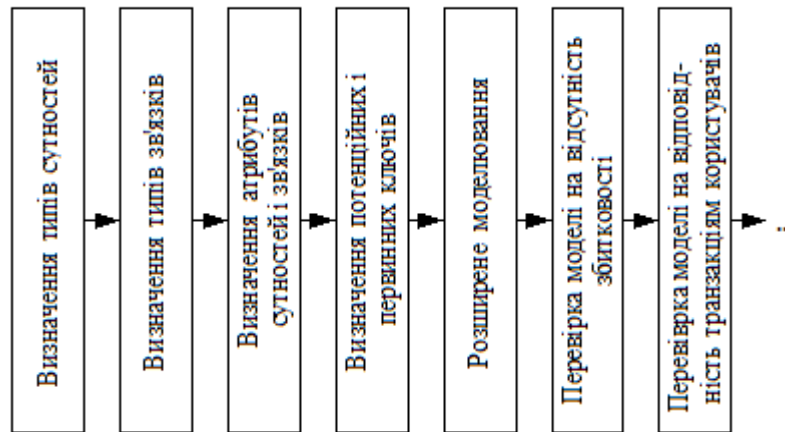 Визначення типів сутностей
Визначення типів зв'язків
Визначення атрибутів
сутностей і зв'язків
Визначення потенційних і
первинних ключів
Розширене моделювання
Перевірка моделі на відсутність
збитковості
Перевіврка моделі на відповід-
ність транзакціям користувачів